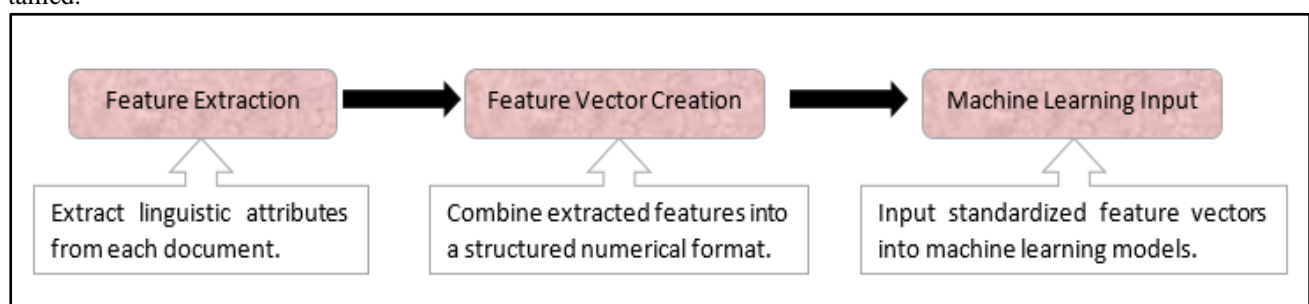 Feature Extraction
Feature Vector Creation
Machine Learning Input
Extract linguistic attributes
from each document.
Combine extracted features into
a structured numerical format.
Input standardized feature vectors
into machine learning models.